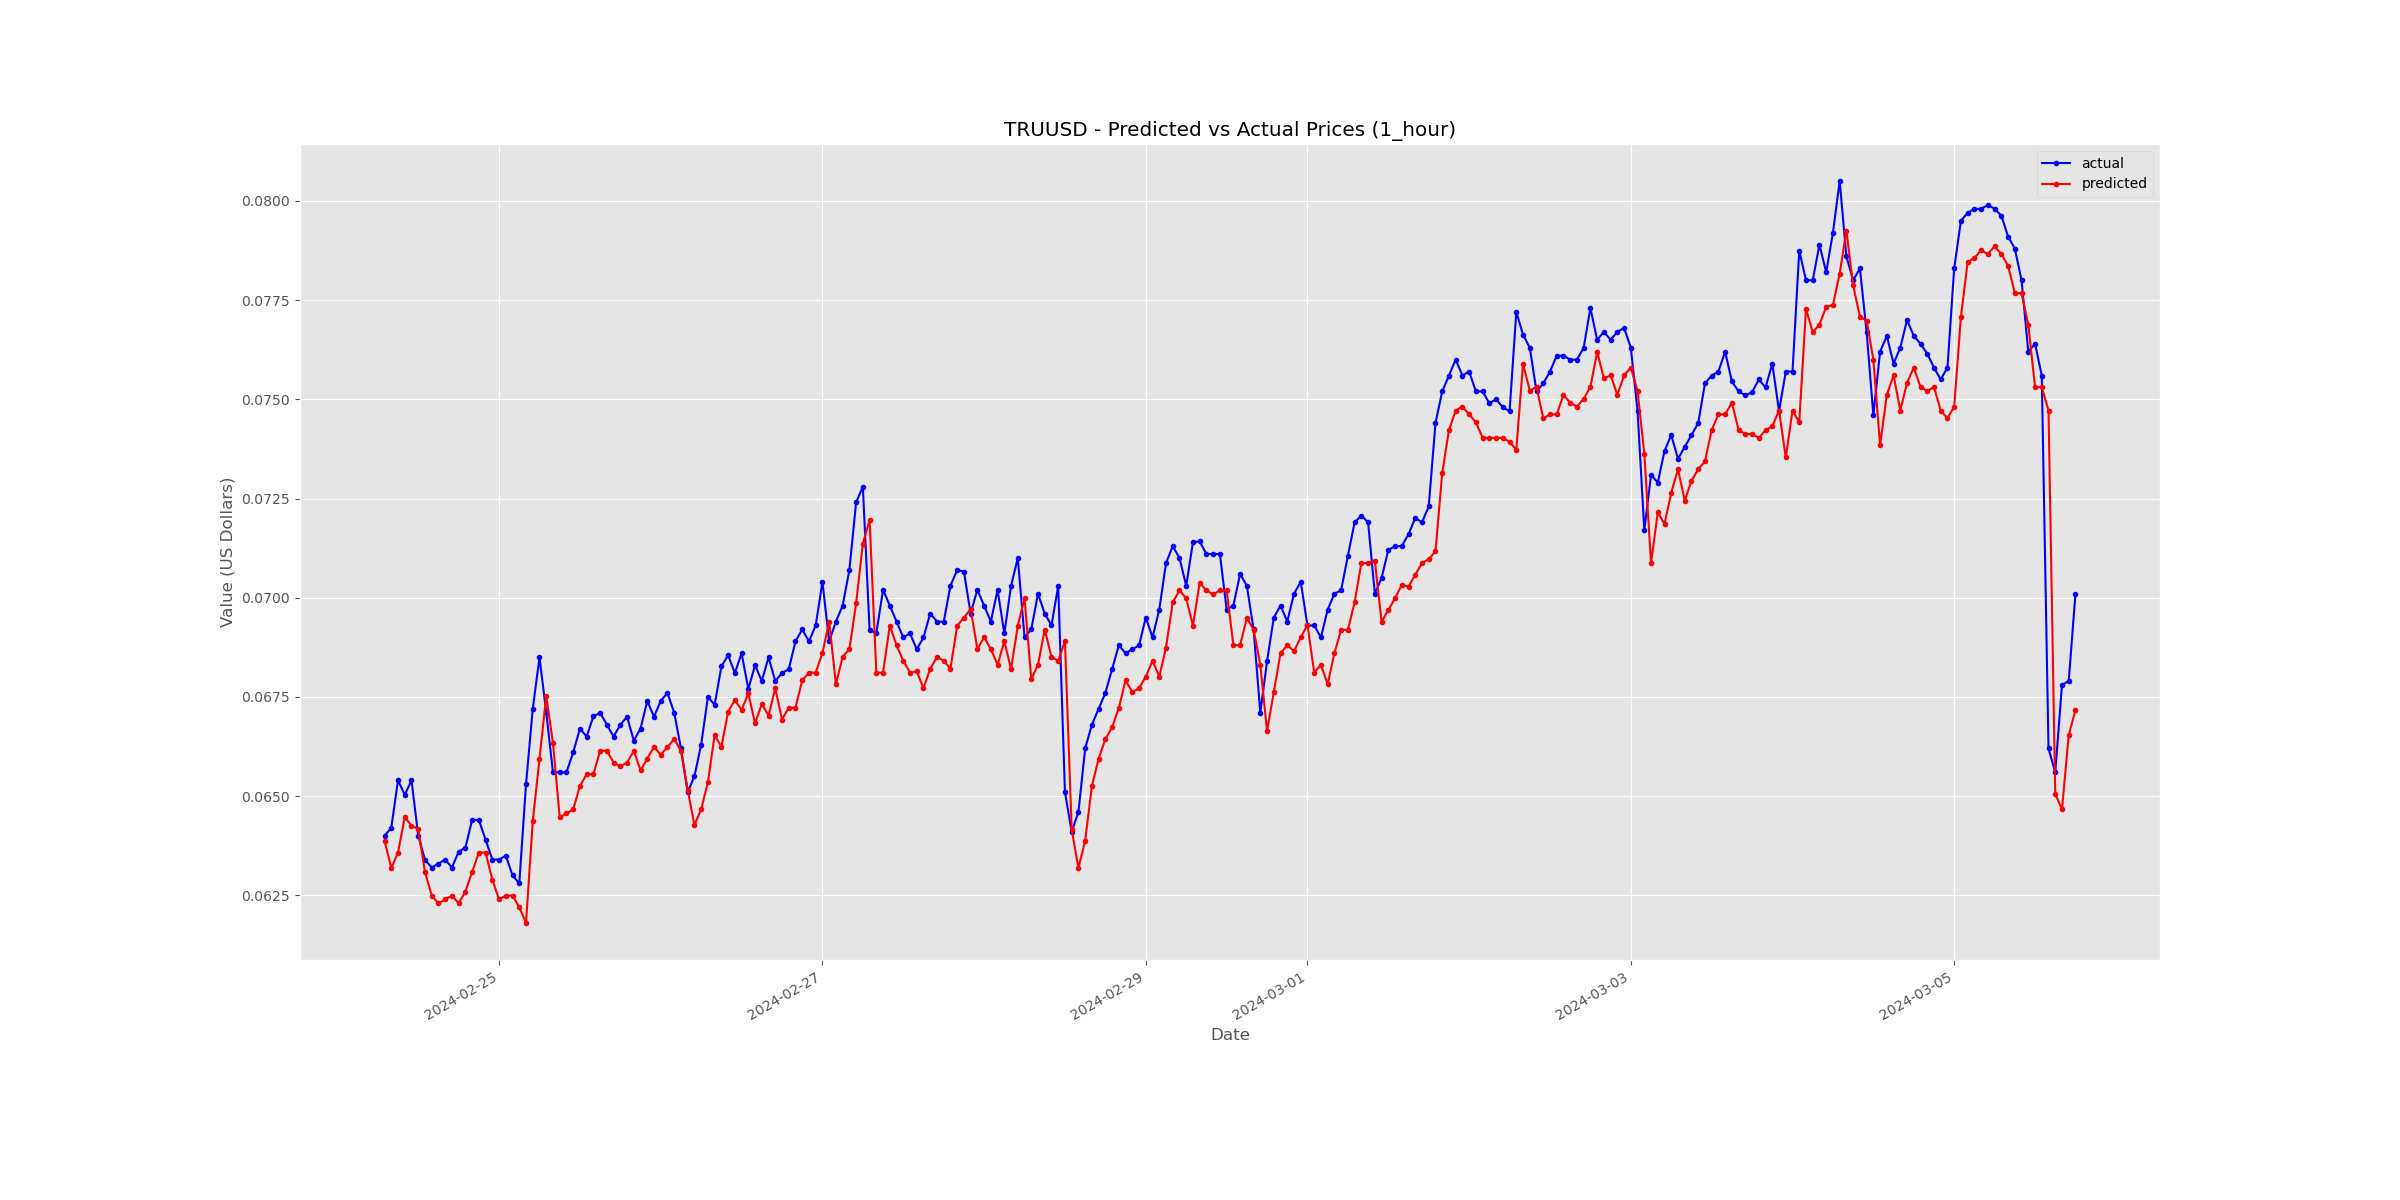 TRUUSD - Predicted vs Actual Prices (1_hour)
actual
predicted
Value (US Dollars)
0.0800
0.0775
0.0750
0.0725
0.0700
0.0675
0.0650
0.0625
2024-02-25
2024-02-27
2024-02-29
2024-03-01
2024-03-03
2024-03-05
Date